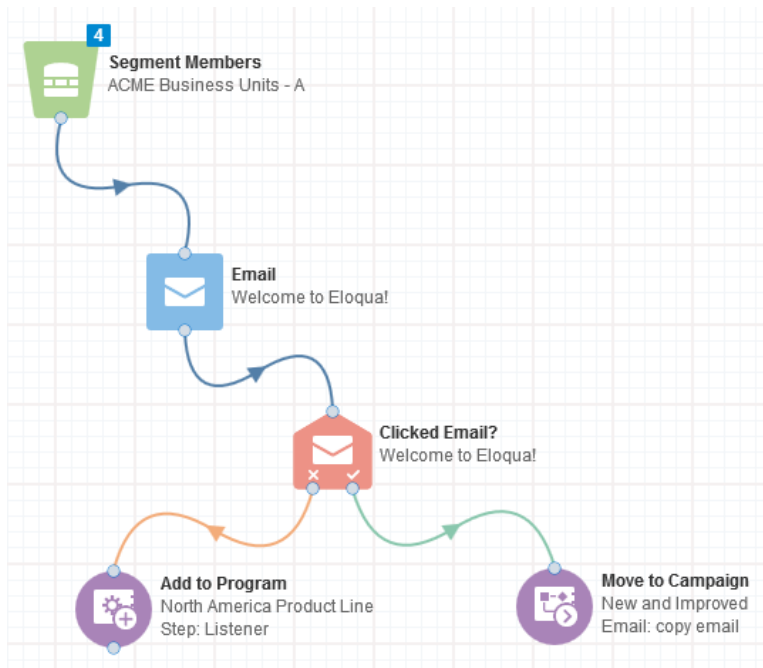 4
Segment Members
ACME Business Units - A
Email
Welcome to Eloqua!
Clicked Email?
Welcome to Eloqua!
Add to Program
North America Product Line
Step: Listener
Move to Campaign
New and Improved
Email: copy email